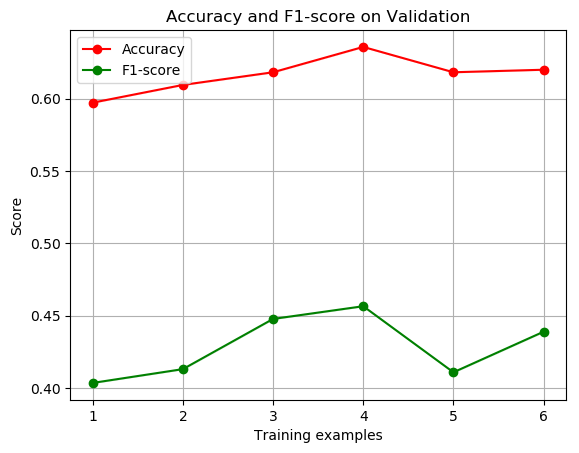 Accuracy and F1-score on Validation
Accuracy
F1-score
0.60
0.55
0.50
0.45
0.40
Score
1 2 3 4 5 6
Training examples